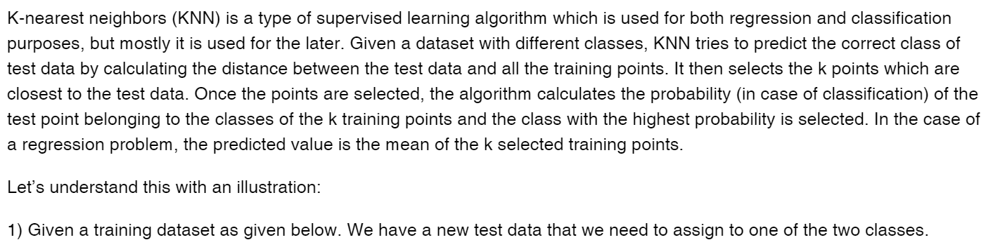 K-nearest neighbors (KNN) is a type of supervised learning algorithm which is used for both regression and classification
purposes, but mostly it is used for the later. Given a dataset with different classes, KNN tries to predict the correct class of
test data by calculating the distance between the test data and all the training points. It then selects the k points which are
closest to the test data. Once the points are selected, the algorithm calculates the probability (in case of classification) of the
test point belonging to the classes of the k training points and the class with the highest probability is selected. In the case of
a regression problem, the predicted value is the mean of the k selected training points.
Let’s understand this with an illustration:
1) Given a training dataset as given below. We have a new test data that we need to assign to one of the two classes.